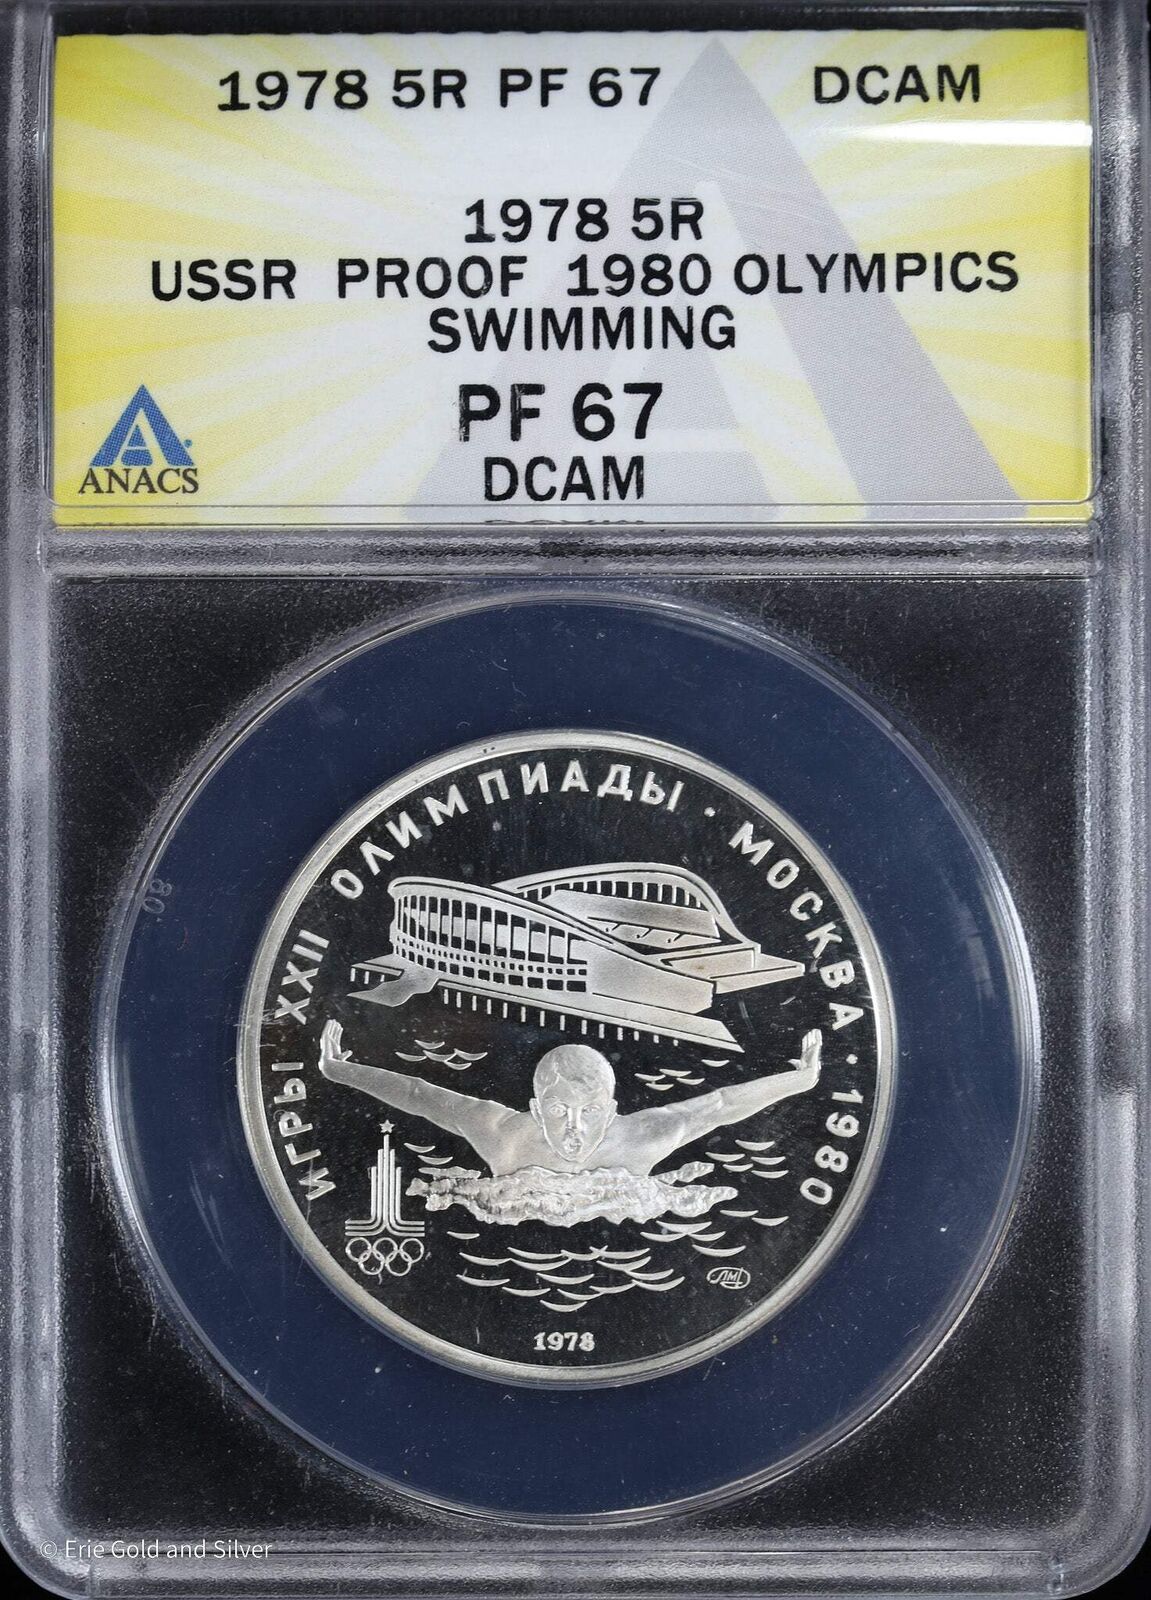 1978 5R PF 67 DCAM
1978 5R
USSR PROOF 1980 OLYMPICS
SWIMMING
PF 67
DCAM
ANACS
ИГРЫ XXII ОЛИМПИАДЫ · МОСКВА · 1980
ЛМД
1978
© Erie Gold and Silver